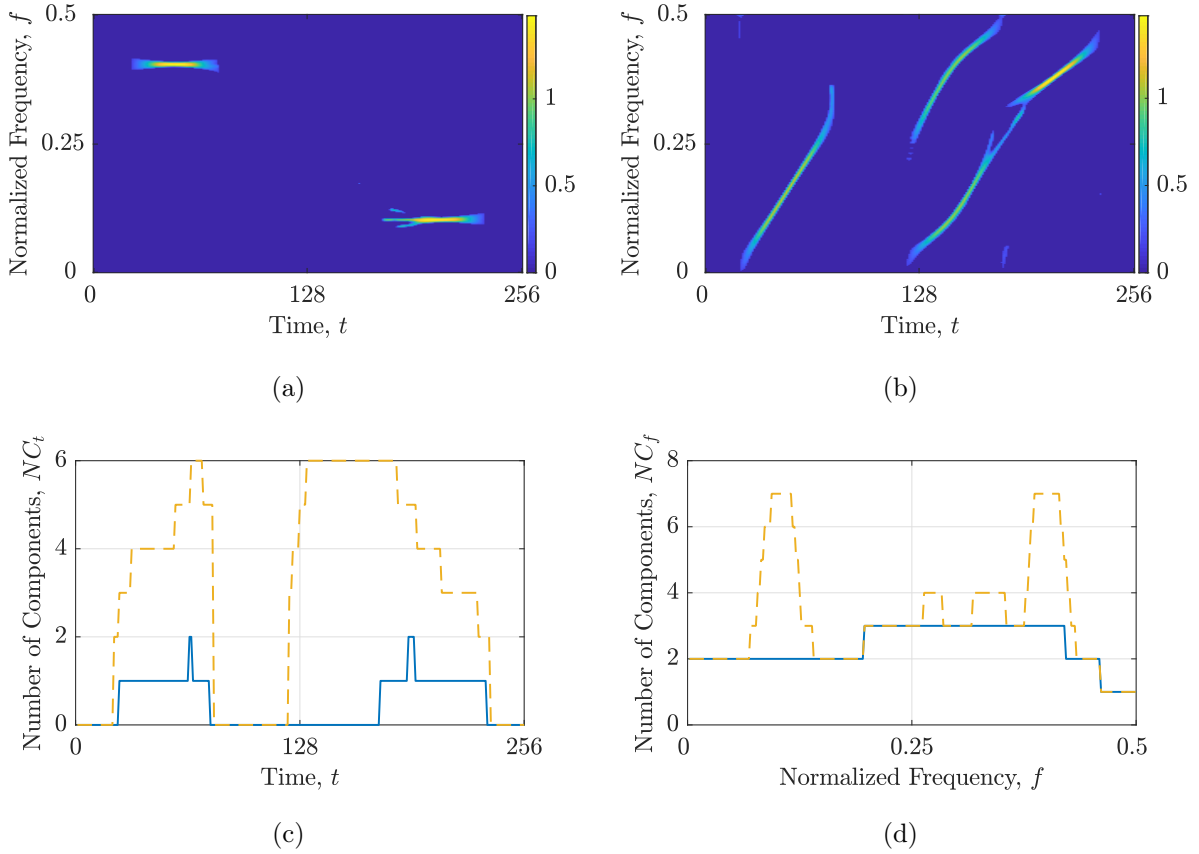 0.5
0.25
0
0 128 256
Normalized Frequency, f
Time, t
1
0.5
0
(a)
0.5
0.25
0
0 128 256
Normalized Frequency, f
Time, t
1
0.5
0
(b)
6
4
2
0
0 128 256
Number of Components, NC_t
Time, t
(c)
8
6
4
2
0
0 0.25 0.5
Number of Components, NC_f
Normalized Frequency, f
(d)